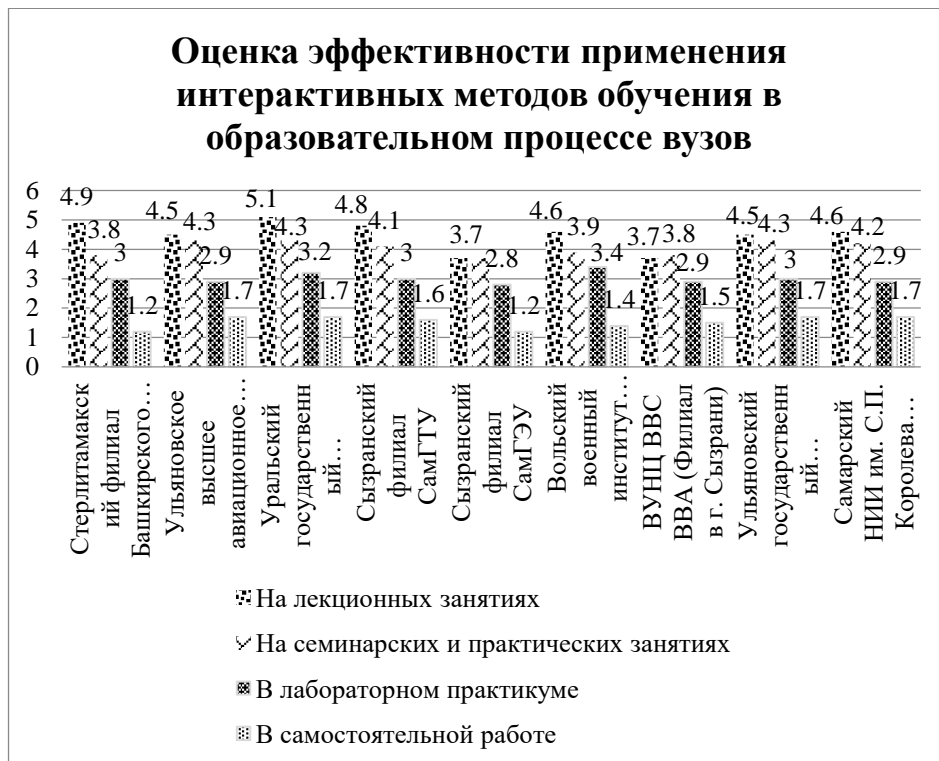 Оценка эффективности применения
интерактивных методов обучения в
образовательном процессе вузов
6
5
4
3
2
1
0
4.9
3.8
3
1.2
4.5
4.3
2.9
1.7
5.1
4.3
3.2
1.7
4.8
4.1
3
1.6
3.7
2.8
1.2
4.6
3.9
3.4
1.4
3.7
3.8
2.9
1.5
4.5
4.3
3
1.7
4.6
4.2
2.9
1.7
Стерлитамакск
ий филиал
Башкирского…
Ульяновское
высшее
авиационное…
Уральский
государственн
ый…
Сызранский
филиал
СамГТУ
Сызранский
филиал
СамГЭУ
Вольский
военный
институт…
ВУНЦ ВВС
ВВА (Филиал
в г. Сызрани)
Ульяновский
государственн
ый…
Самарский
НИИ им. С.П.
Королева…
На лекционных занятиях
На семинарских и практических занятиях
В лабораторном практикуме
В самостоятельной работе